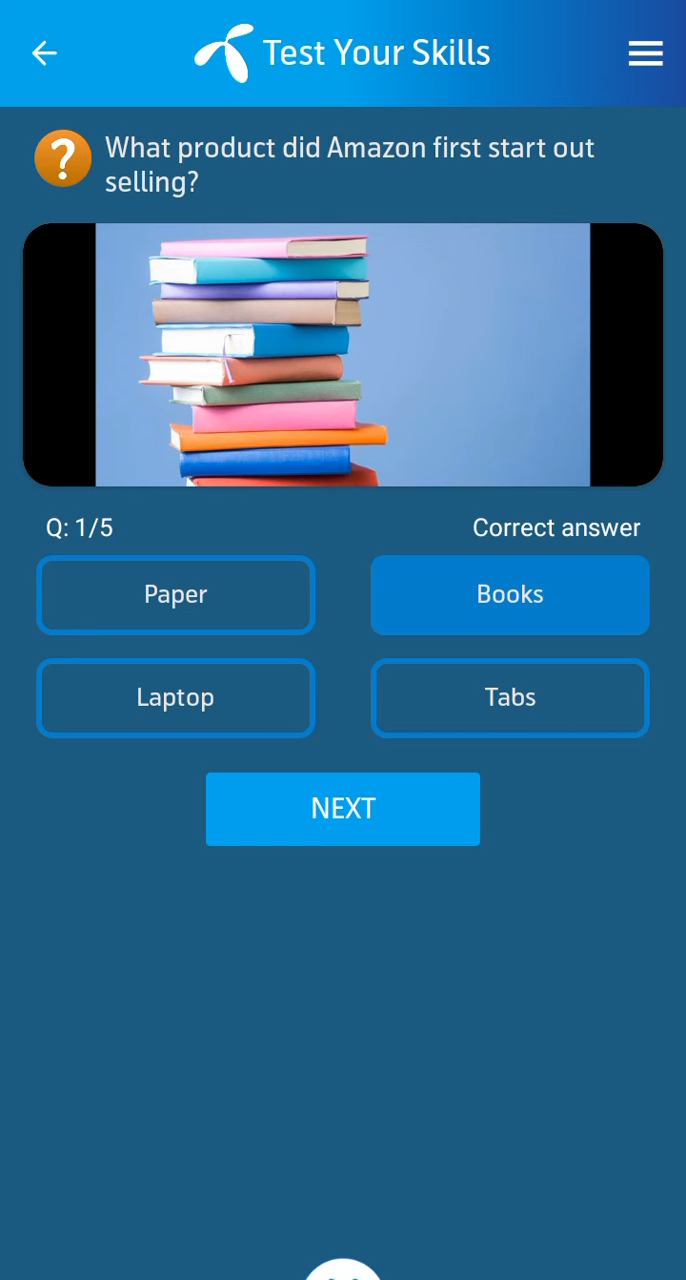 Test Your Skills
? What product did Amazon first start out
selling?
Q: 1/5
Correct answer
Paper
Books
Laptop
Tabs
NEXT